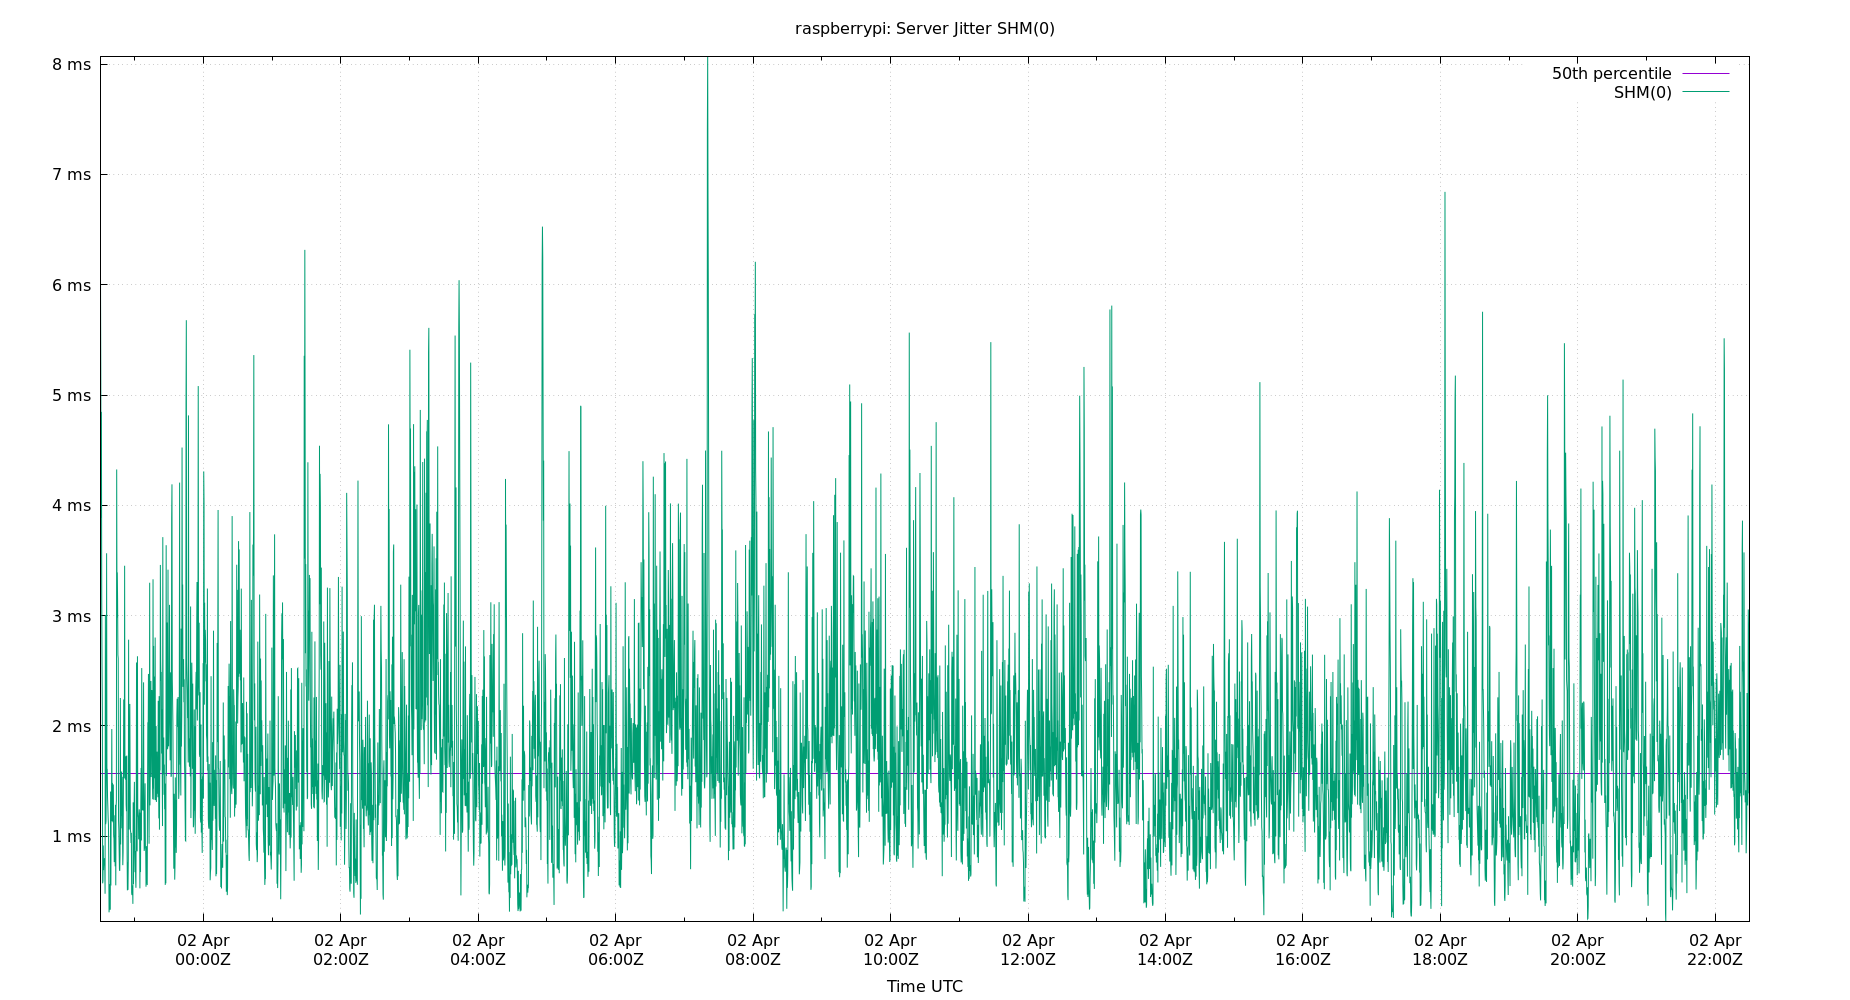 raspberrypi: Server Jitter SHM(0)
50th percentile
SHM(0)
8 ms
7 ms
6 ms
5 ms
4 ms
3 ms
2 ms
1 ms
02 Apr 02 Apr 02 Apr 02 Apr 02 Apr 02 Apr 02 Apr 02 Apr 02 Apr 02 Apr 02 Apr 02 Apr
00:00Z 02:00Z 04:00Z 06:00Z 08:00Z 10:00Z 12:00Z 14:00Z 16:00Z 18:00Z 20:00Z 22:00Z
Time UTC